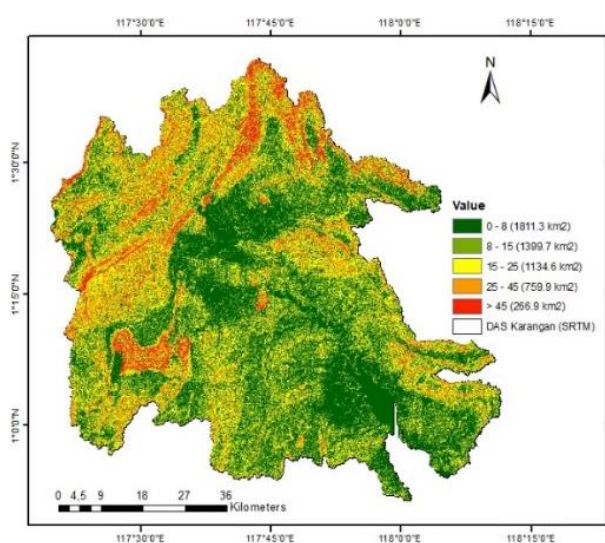 117°30'0"E 117°45'0"E 118°0'0"E 118°15'0"E
N
1°30'0"N
1°15'0"N
1°0'0"N
Value
0 - 8 (1811.3 km2)
8 - 15 (1399.7 km2)
15 - 25 (1134.6 km2)
25 - 45 (759.9 km2)
> 45 (266.9 km2)
DAS Karangan (SRTM)
0 4,5 9 18 27 36
Kilometers
117°30'0"E 117°45'0"E 118°0'0"E 118°15'0"E